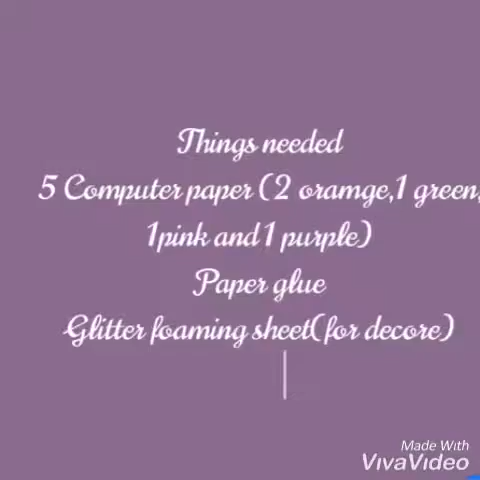 Things needed
5 Computer paper (2 oramge,1 green,
1pink and 1 purple)
Paper glue
Glitter foaming sheet(for decore)
Made With
VivaVideo